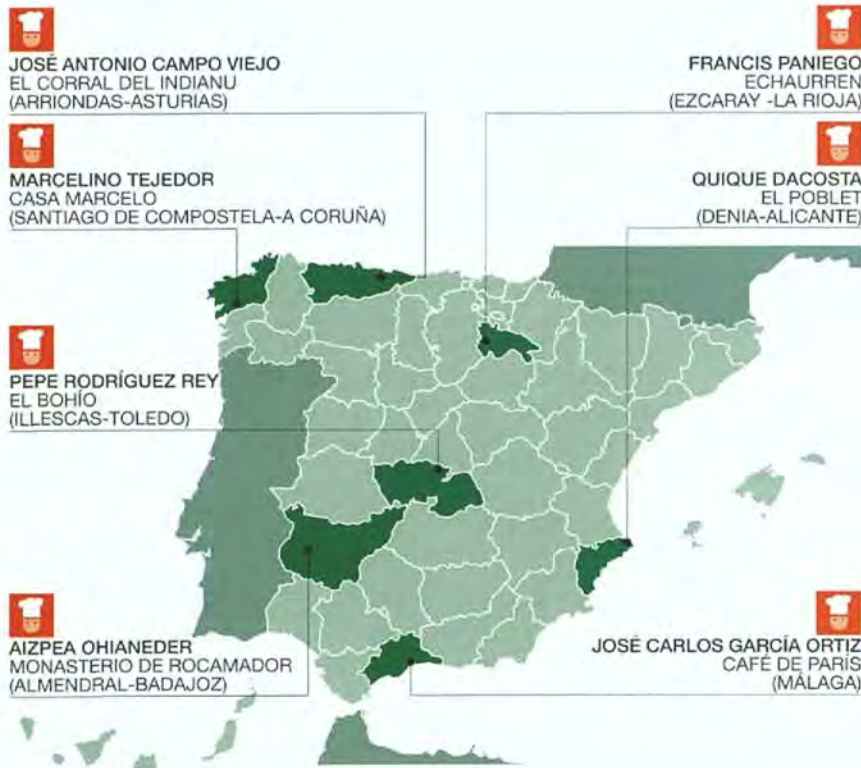 JOSÉ ANTONIO CAMPO VIEJO
EL CORRAL DEL INDIANU
(ARRIONDAS-ASTURIAS)
FRANCIS PANIEGO
ECHAURREN
(EZCARAY -LA RIOJA)
MARCELINO TEJEDOR
CASA MARCELO
(SANTIAGO DE COMPOSTELA-A CORUÑA)
QUIQUE DACOSTA
EL POBLET
(DENIA-ALICANTE)
PEPE RODRÍGUEZ REY
EL BOHÍO
(ILLESCAS-TOLEDO)
AIZPEA OHIANEDER
MONASTERIO DE ROCAMADOR
(ALMENDRAL-BADAJOZ)
JOSÉ CARLOS GARCÍA ORTIZ
CAFÉ DE PARÍS
(MÁLAGA)